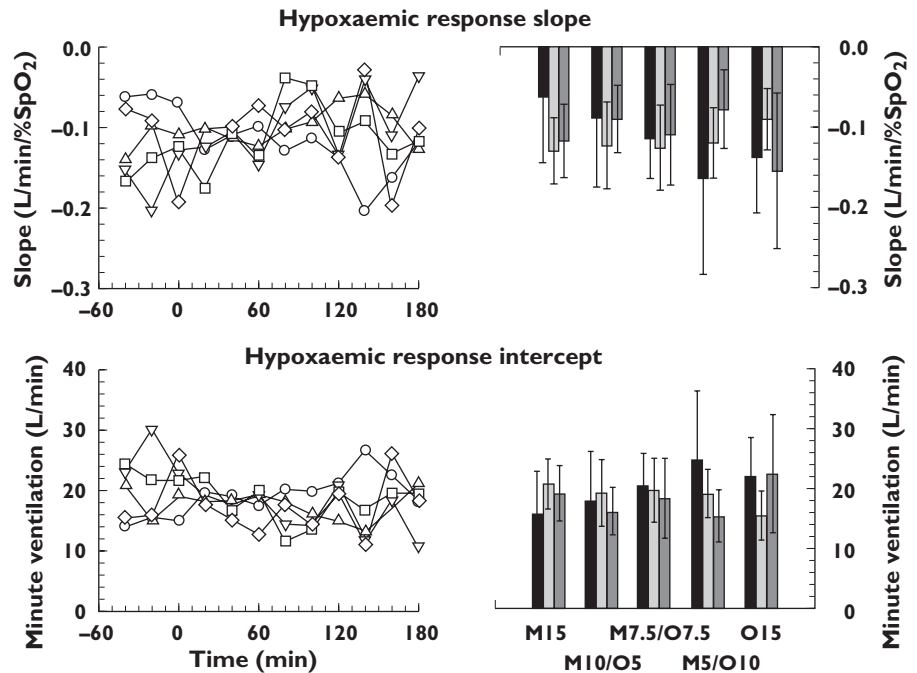 Hypoxaemic response slope
Slope (L/min/%SpO2)
0.0
–0.1
–0.2
–0.3
–60 0 60 120 180
0.0
–0.1
–0.2
–0.3
Slope (L/min/%SpO2)
Hypoxaemic response intercept
Minute ventilation (L/min)
40
30
20
10
0
–60 0 60 120 180
Time (min)
40
30
20
10
0
Minute ventilation (L/min)
M15 M7.5/O7.5 O15
M10/O5 M5/O10